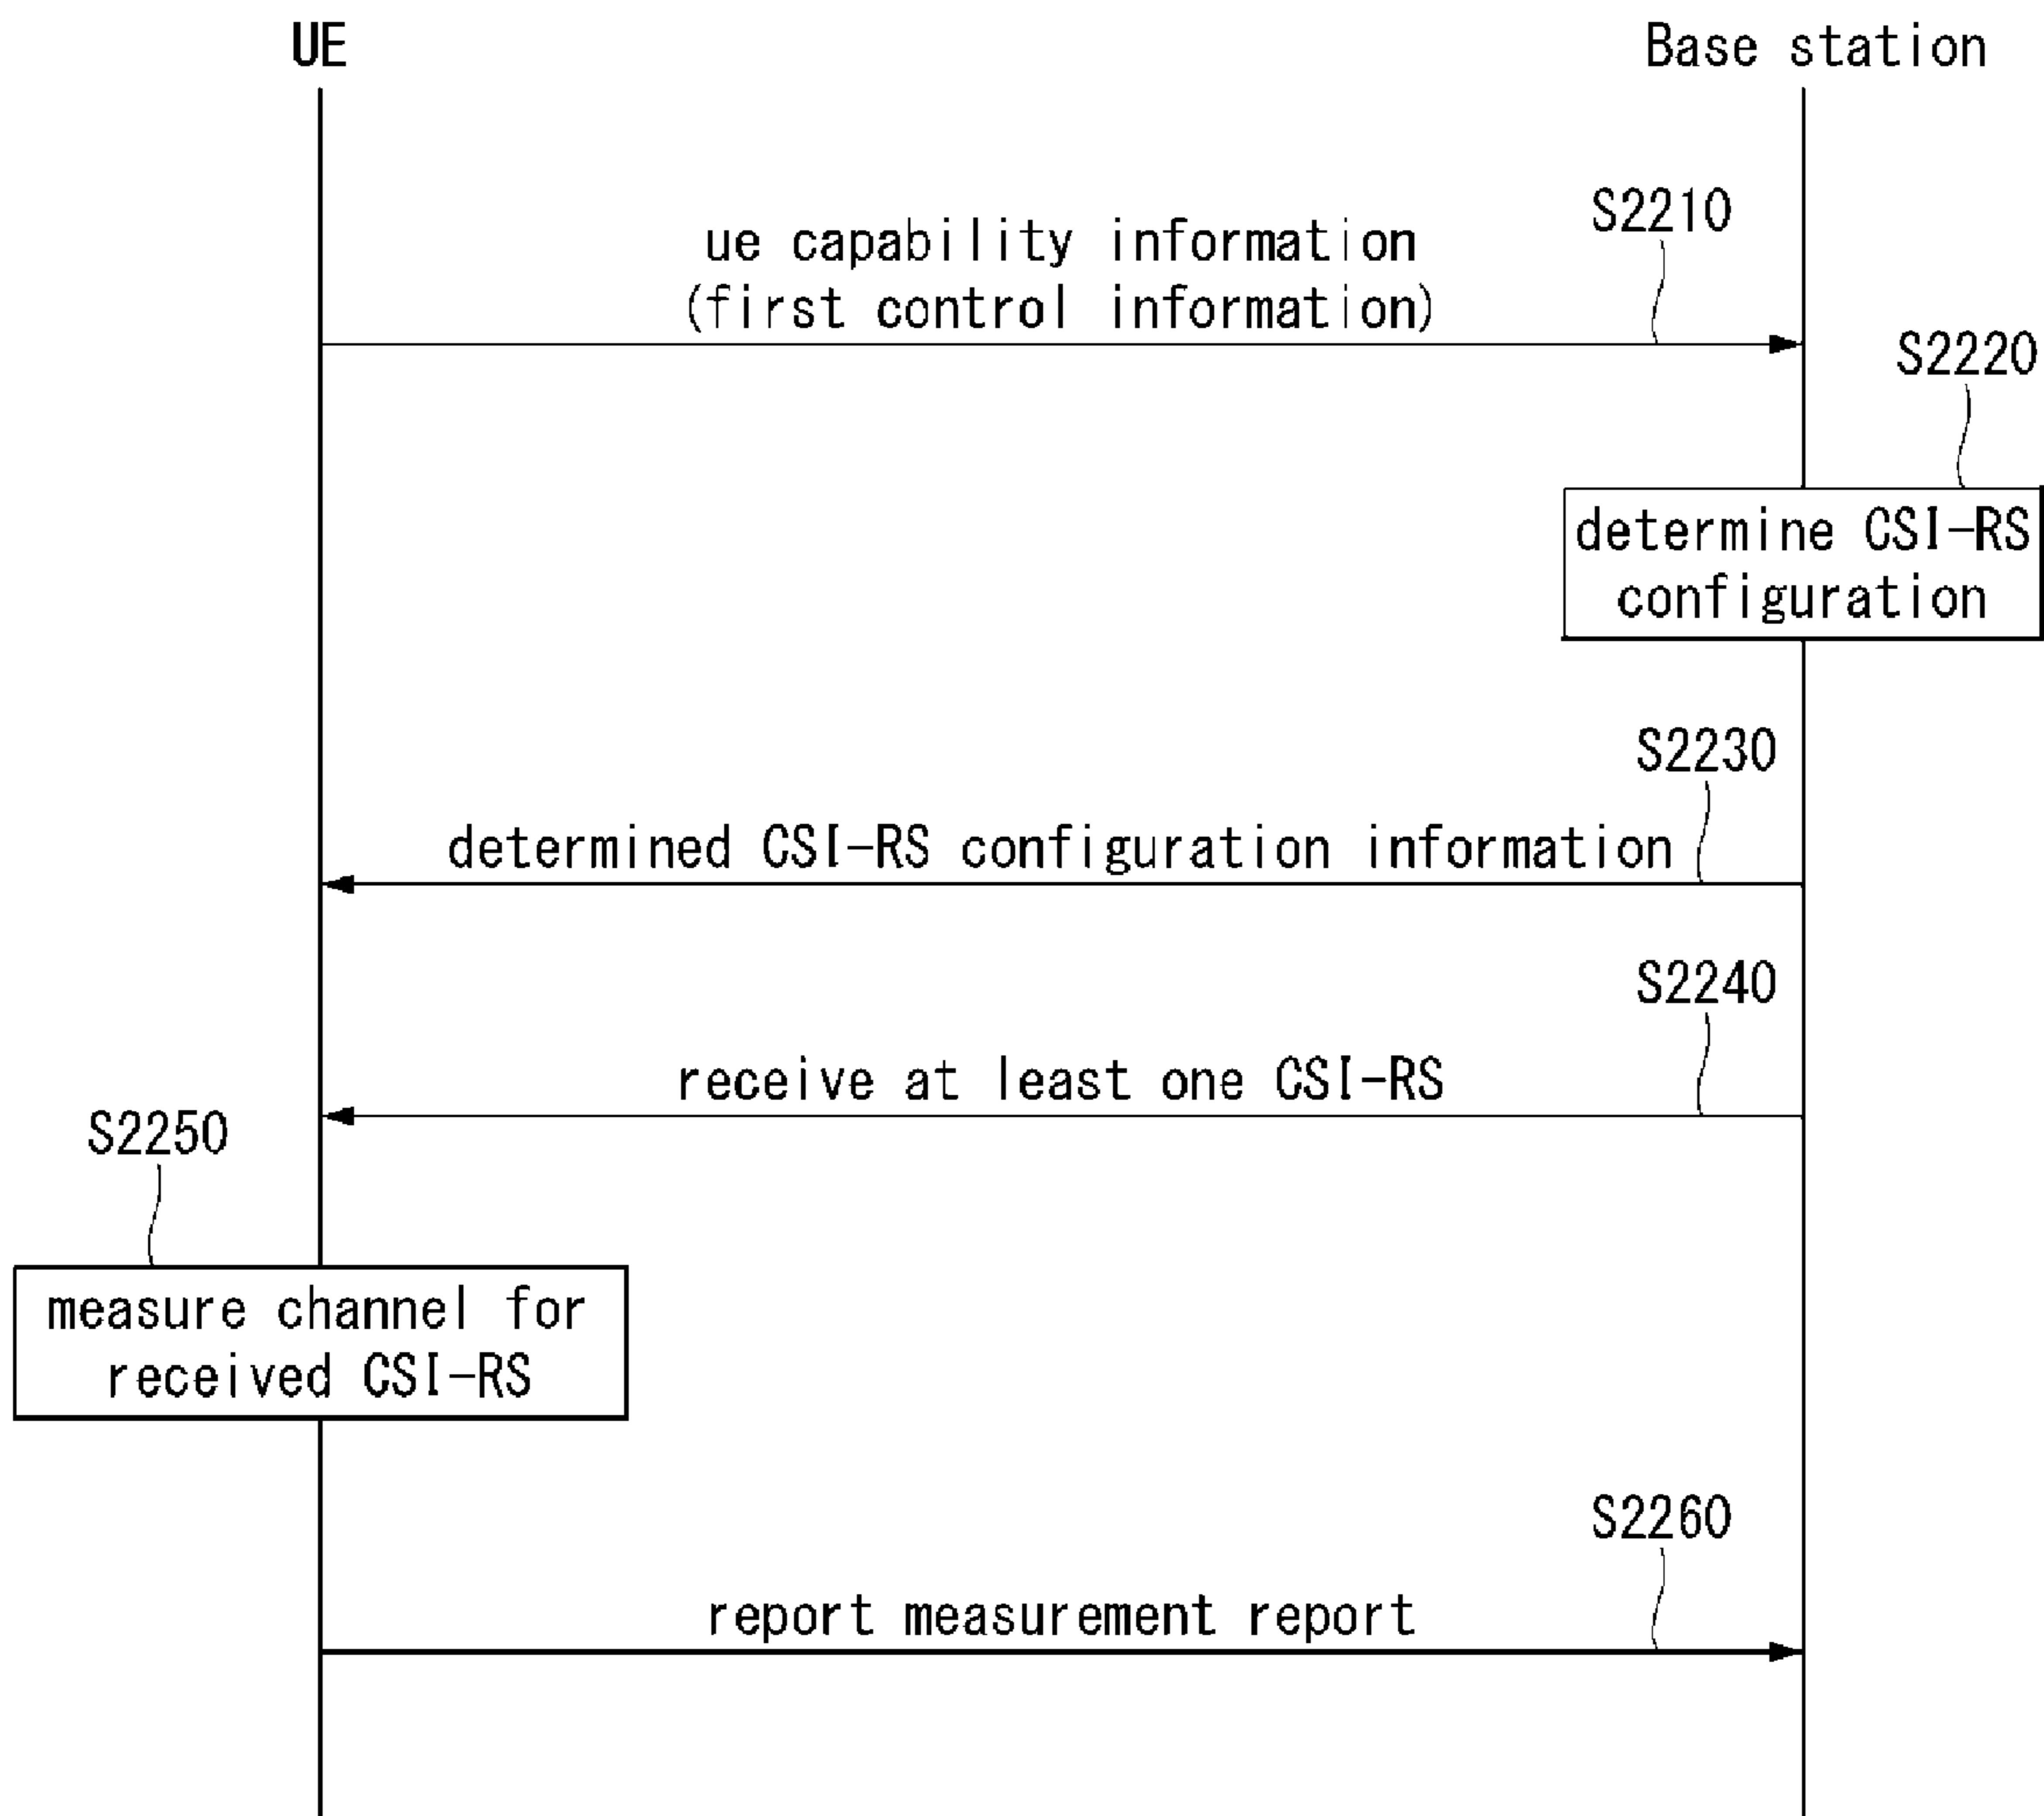 UE
Base station
S2210
ue capability information
(first control information)
S2220
determine CSI-RS
configuration
S2230
determined CSI-RS configuration information
S2240
receive at least one CSI-RS
S2250
measure channel for
received CSI-RS
S2260
report measurement report